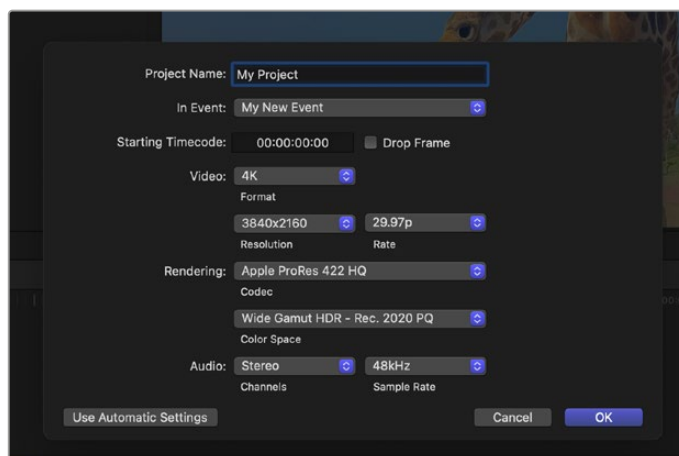 Project Name: My Project
In Event: My New Event
Starting Timecode: 00:00:00:00 Drop Frame
Video: 4K
Format
3840x2160 29.97p
Resolution Rate
Rendering: Apple ProRes 422 HQ
Codec
Wide Gamut HDR - Rec. 2020 PQ
Color Space
Audio: Stereo 48kHz
Channels Sample Rate
Use Automatic Settings Cancel OK